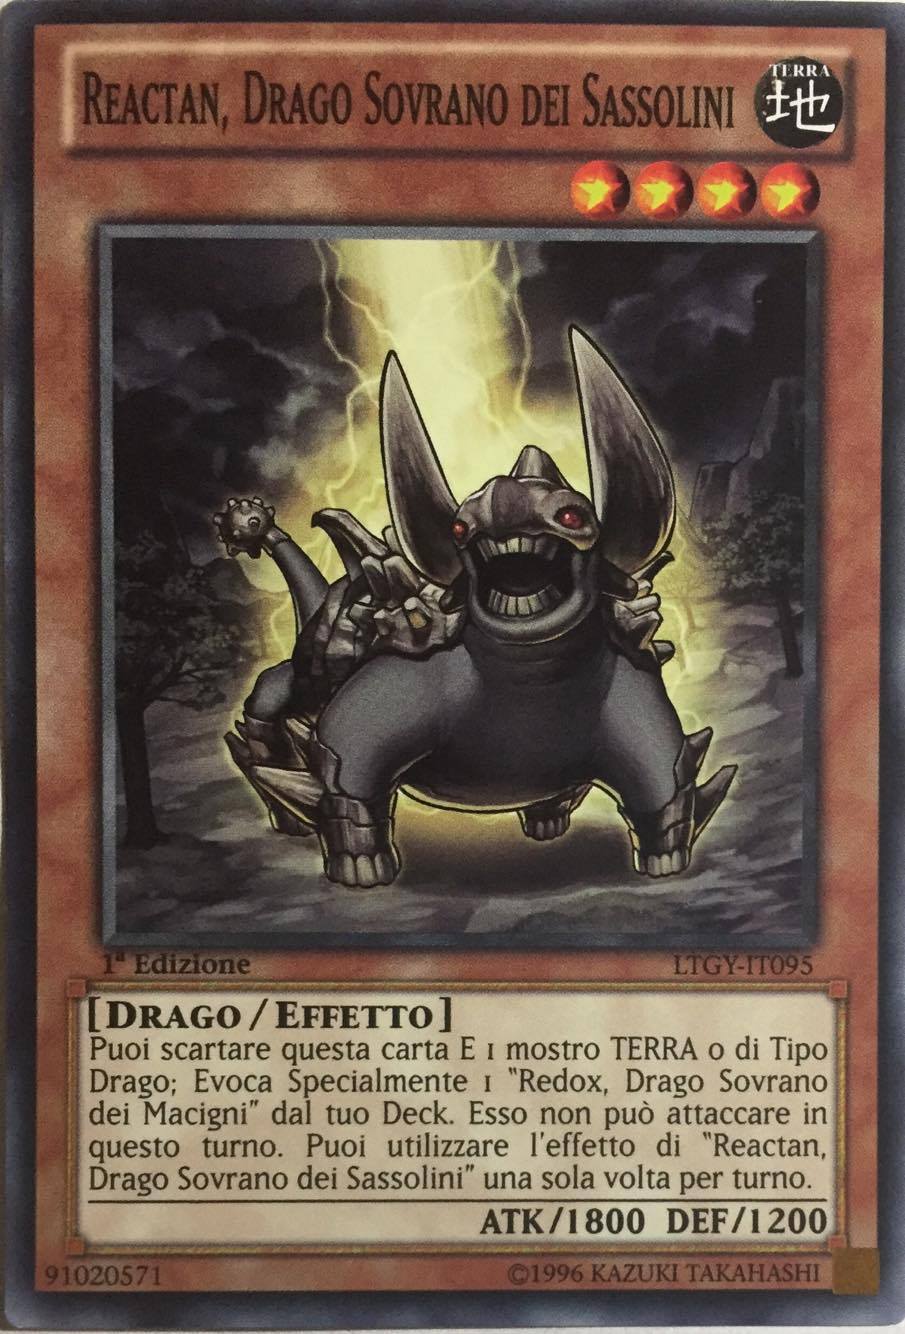 REACTAN, DRAGO SOVRANO DEI SASSOLINI
TERRA
地
1ª Edizione
LTGY-IT095
[DRAGO/EFFETTO]
Puoi scartare questa carta E 1 mostro TERRA o di Tipo
Drago; Evoca Specialmente 1 "Redox, Drago Sovrano
dei Macigni" dal tuo Deck. Esso non può attaccare in
questo turno. Puoi utilizzare l'effetto di "Reactan,
Drago Sovrano dei Sassolini" una sola volta per turno.
ATK/1800 DEF/1200
91020571
©1996 KAZUKI TAKAHASHI